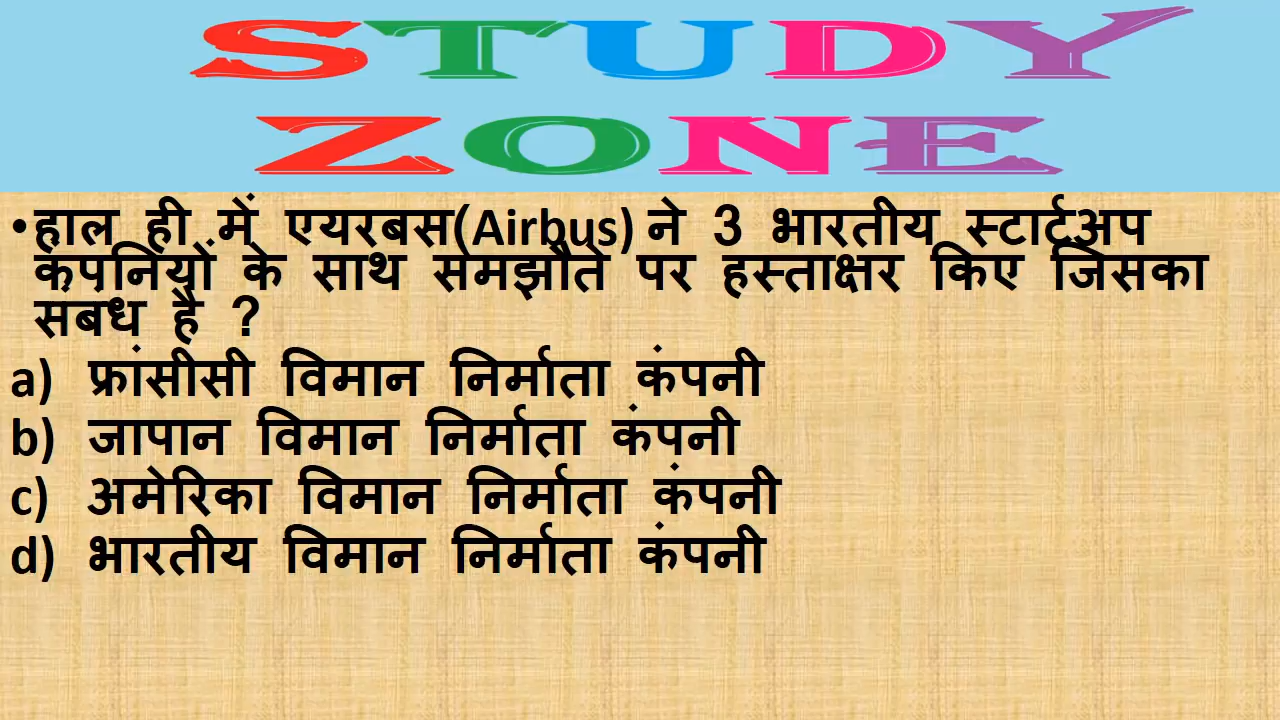 STUDY
ZONE
•हाल ही में एयरबस(Airbus) ने 3 भारतीय स्टार्टअप
कंपनियों के साथ समझौते पर हस्ताक्षर किए जिसका
संबंध है ?
a) फ्रांसीसी विमान निर्माता कंपनी
b) जापान विमान निर्माता कंपनी
c) अमेरिका विमान निर्माता कंपनी
d) भारतीय विमान निर्माता कंपनी